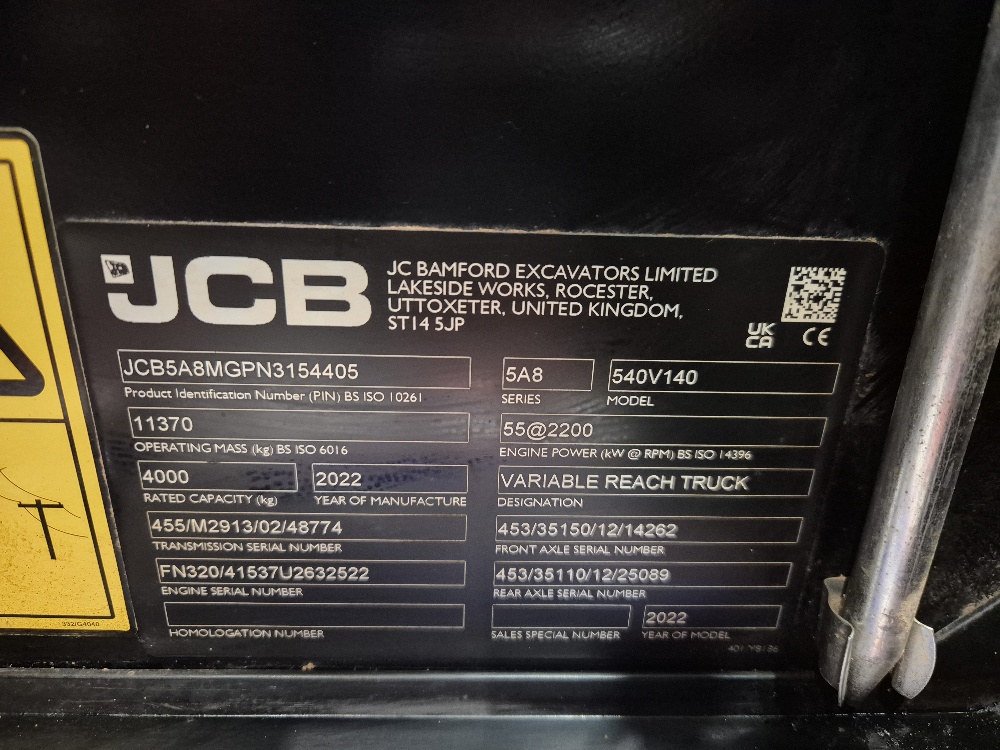 JCB
JC BAMFORD EXCAVATORS LIMITED
LAKESIDE WORKS, ROCESTER,
UTTOXETER, UNITED KINGDOM,
ST14 5JP
UK
CA
CE
JCB5A8MGPN3154405
Product Identification Number (PIN) BS ISO 10261
5A8
SERIES
540V140
MODEL
11370
OPERATING MASS (kg) BS ISO 6016
55@2200
ENGINE POWER (kW @ RPM) BS ISO 14396
4000
RATED CAPACITY (kg)
2022
YEAR OF MANUFACTURE
VARIABLE REACH TRUCK
DESIGNATION
455/M2913/02/48774
TRANSMISSION SERIAL NUMBER
453/35150/12/14262
FRONT AXLE SERIAL NUMBER
FN320/41537U2632522
ENGINE SERIAL NUMBER
453/35110/12/25089
REAR AXLE SERIAL NUMBER
HOMOLOGATION NUMBER
SALES SPECIAL NUMBER
2022
YEAR OF MODEL
332/G4040